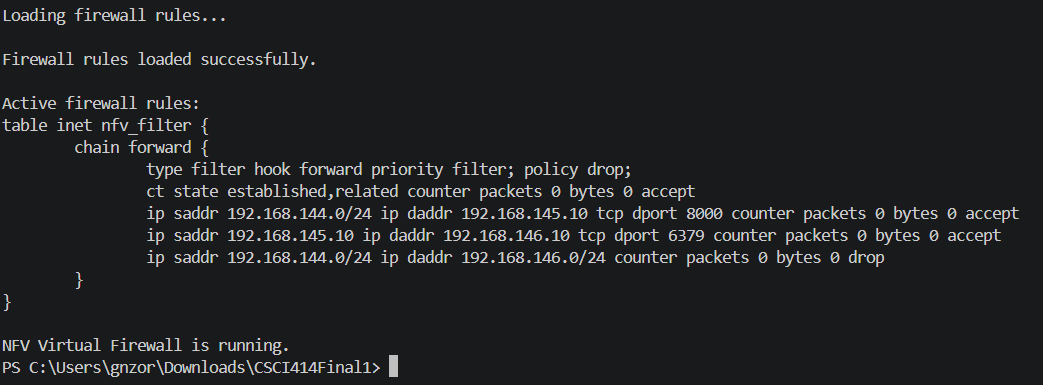 Loading firewall rules...
Firewall rules loaded successfully.
Active firewall rules:
table inet nfv_filter {
chain forward {
type filter hook forward priority filter; policy drop;
ct state established,related counter packets 0 bytes 0 accept
ip saddr 192.168.144.0/24 ip daddr 192.168.145.10 tcp dport 8000 counter packets 0 bytes 0 accept
ip saddr 192.168.145.10 ip daddr 192.168.146.10 tcp dport 6379 counter packets 0 bytes 0 accept
ip saddr 192.168.144.0/24 ip daddr 192.168.146.0/24 counter packets 0 bytes 0 drop
}
}
NFV Virtual Firewall is running.
PS C:\Users\gnzor\Downloads\CSCI414Final1>